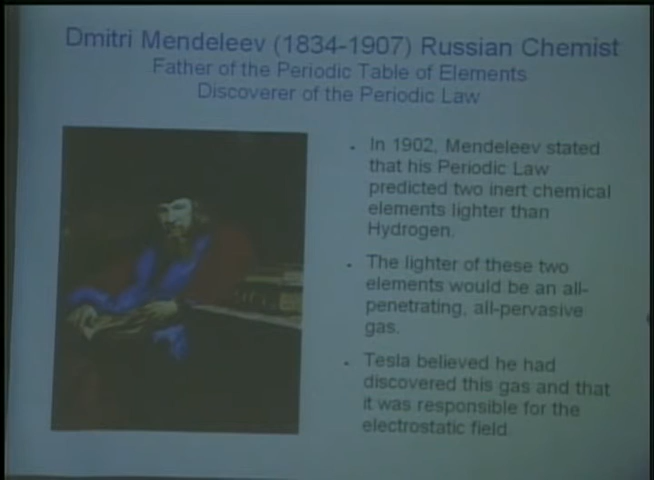 Dmitri Mendeleev (1834-1907) Russian Chemist
Father of the Periodic Table of Elements
Discoverer of the Periodic Law
• In 1902, Mendeleev stated
that his Periodic Law
predicted two inert chemical
elements lighter than
Hydrogen.
• The lighter of these two
elements would be an all-
penetrating, all-pervasive
gas.
• Tesla believed he had
discovered this gas and that
it was responsible for the
electrostatic field.